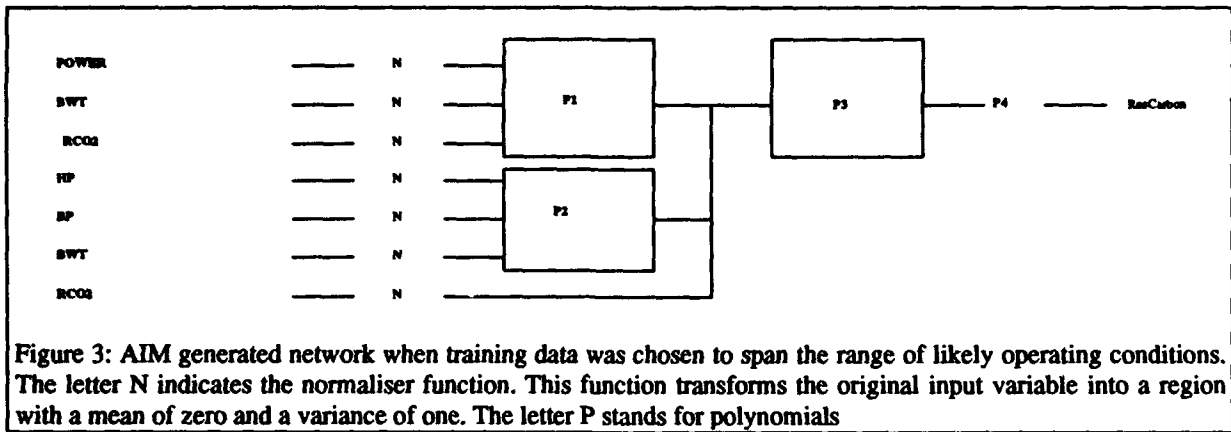 POWER N
BWT N P1 P3 P4 ResCarbon
RCO2 N
HP N
BP N P2
BWT N
RCO2 N
Figure 3: AIM generated network when training data was chosen to span the range of likely operating conditions.
The letter N indicates the normaliser function. This function transforms the original input variable into a region
with a mean of zero and a variance of one. The letter P stands for polynomials